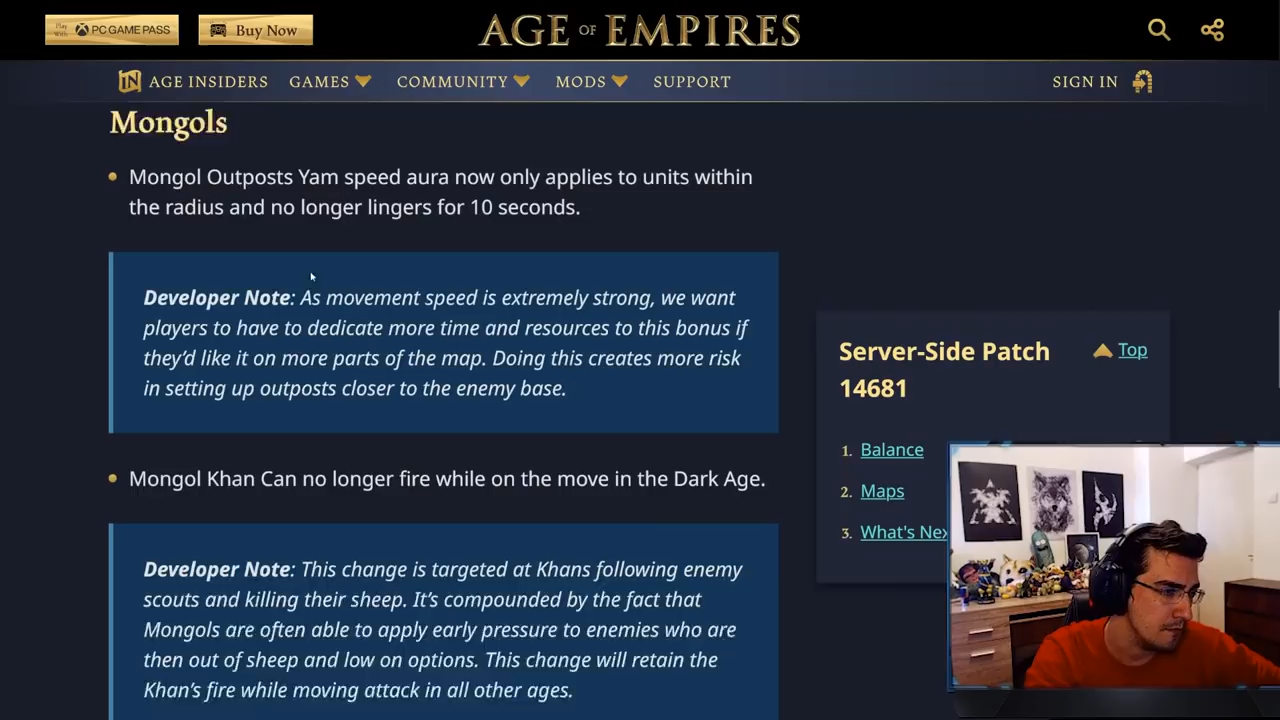 Play with XBOX PC GAME PASS
Buy Now
AGE OF EMPIRES
IN AGE INSIDERS GAMES COMMUNITY MODS SUPPORT SIGN IN
Mongols
Mongol Outposts Yam speed aura now only applies to units within
the radius and no longer lingers for 10 seconds.
Developer Note: As movement speed is extremely strong, we want
players to have to dedicate more time and resources to this bonus if
they'd like it on more parts of the map. Doing this creates more risk
in setting up outposts closer to the enemy base.
Mongol Khan Can no longer fire while on the move in the Dark Age.
Developer Note: This change is targeted at Khans following enemy
scouts and killing their sheep. It's compounded by the fact that
Mongols are often able to apply early pressure to enemies who are
then out of sheep and low on options. This change will retain the
Khan's fire while moving attack in all other ages.
Server-Side Patch
14681
Top
1. Balance
2. Maps
3. What's Nex